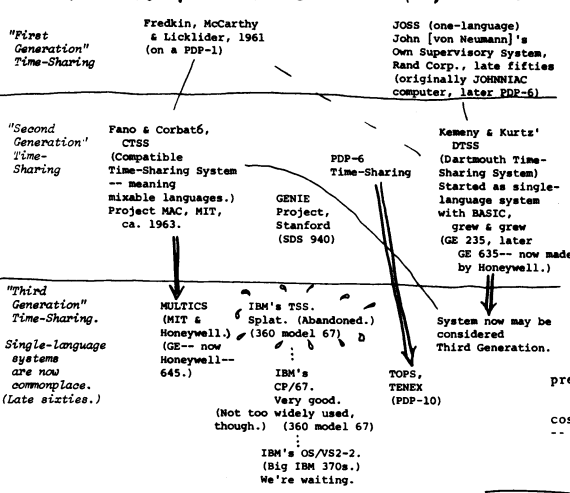 "First
Generation"
Time-Sharing
Fredkin, McCarthy
& Licklider, 1961
(on a PDP-1)
JOSS (one-language)
John [von Neumann]'s
Own Supervisory System,
Rand Corp., late fifties
(originally JOHNNIAC
computer, later PDP-6)
"Second
Generation"
Time-
Sharing
Fano & Corbató,
CTSS
(Compatible
Time-Sharing System
-- meaning
mixable languages.)
Project MAC, MIT,
ca. 1963.
GENIE
Project,
Stanford
(SDS 940)
PDP-6
Time-Sharing
Kemeny & Kurtz'
DTSS
(Dartmouth Time-
Sharing System)
Started as single-
language system
with BASIC,
grew & grew
(GE 235, later
GE 635-- now made
by Honeywell.)
"Third
Generation"
Time-Sharing.
Single-language
systems
are now
commonplace.
(Late sixties.)
MULTICS
(MIT &
Honeywell.)
(GE-- now
Honeywell--
645.)
IBM's TSS.
Splat. (Abandoned.)
(360 model 67)
IBM's
CP/67.
Very good.
(Not too widely used,
though.) (360 model 67)
IBM's OS/VS2-2.
(Big IBM 370s.)
We're waiting.
TOPS,
TENEX
(PDP-10)
System now may be
considered
Third Generation.
pre
cos
--